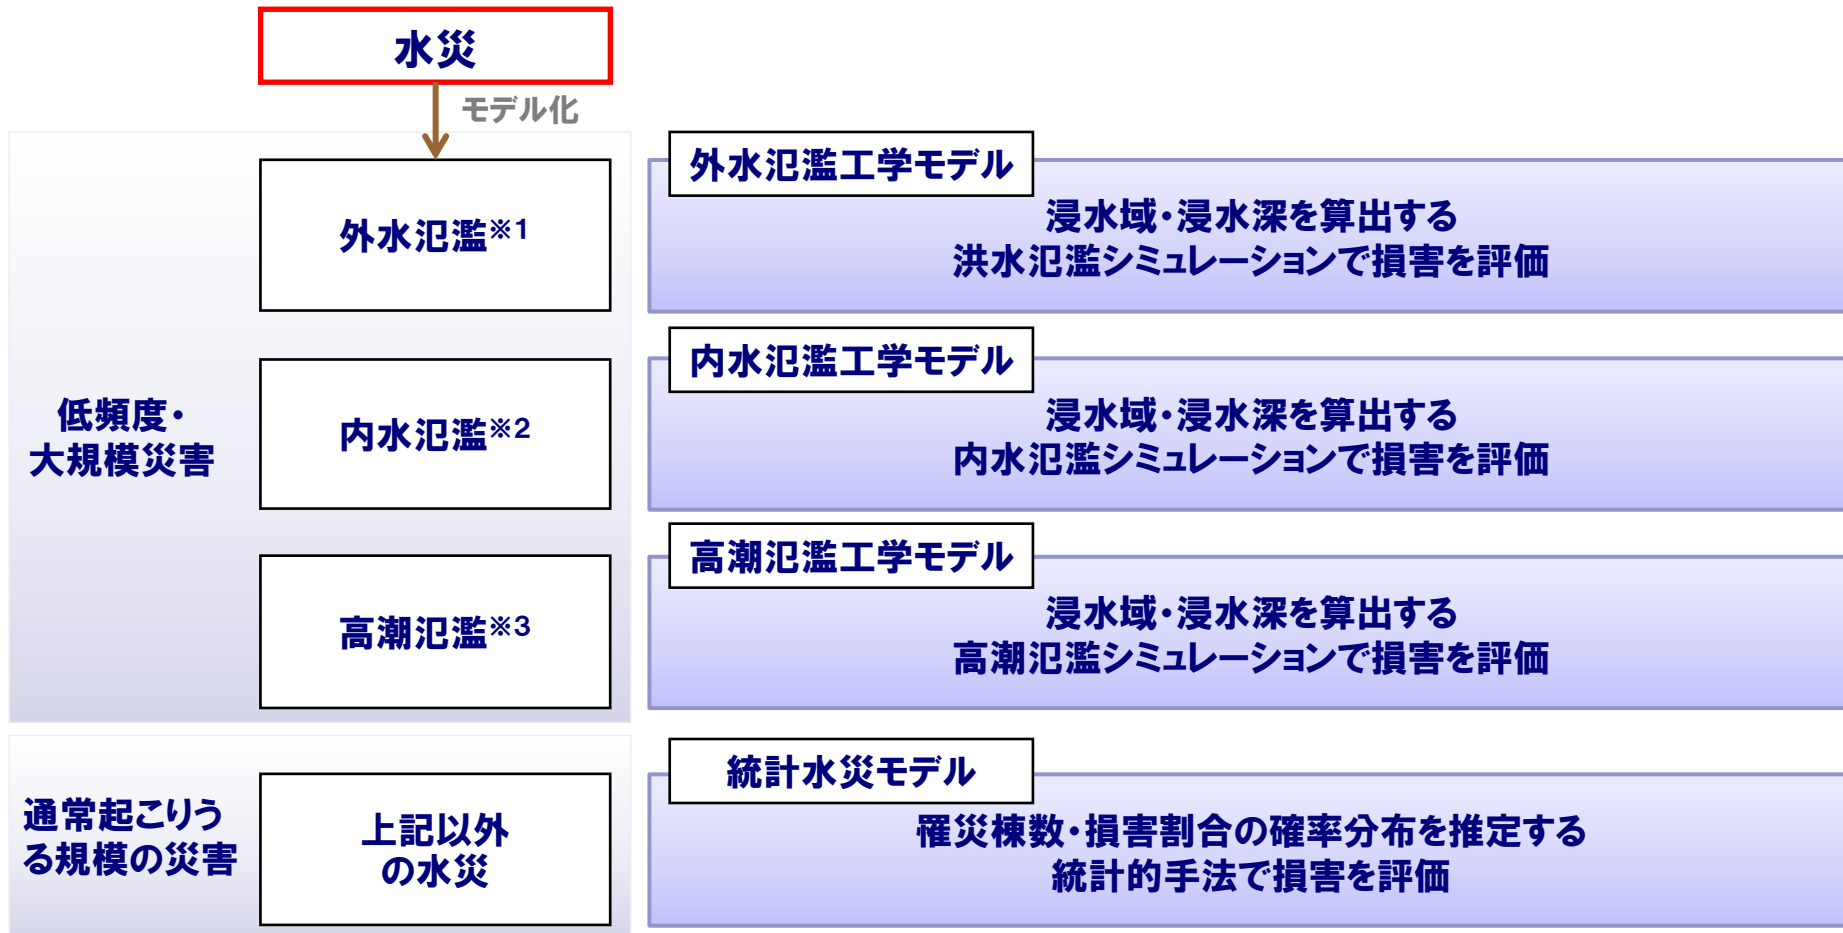 水災
モデル化
低頻度・
大規模災害
外水氾濫※1
外水氾濫工学モデル
浸水域・浸水深を算出する
洪水氾濫シミュレーションで損害を評価
内水氾濫※2
内水氾濫工学モデル
浸水域・浸水深を算出する
内水氾濫シミュレーションで損害を評価
高潮氾濫※3
高潮氾濫工学モデル
浸水域・浸水深を算出する
高潮氾濫シミュレーションで損害を評価
通常起こりう
る規模の災害
上記以外
の水災
統計水災モデル
罹災棟数・損害割合の確率分布を推定する
統計的手法で損害を評価